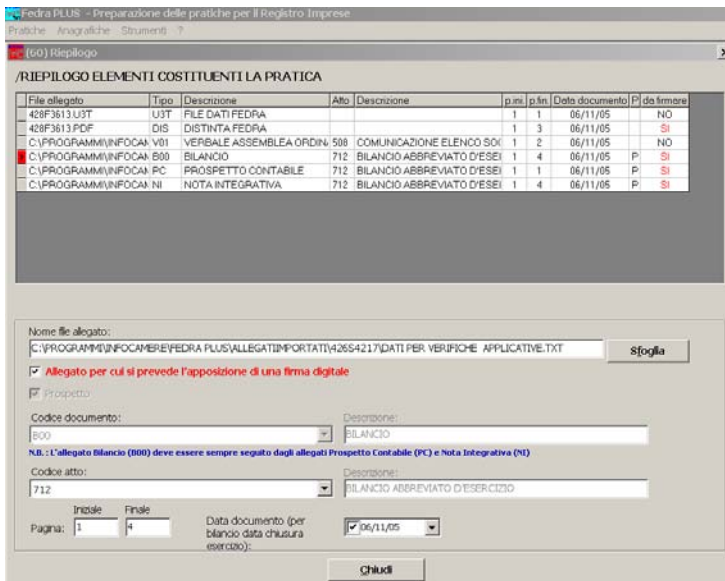 Fedra PLUS - Preparazione delle pratiche per il Registro Imprese
Pratiche Anagrafiche Strumenti ?
(60) Riepilogo
/RIEPILOGO ELEMENTI COSTITUENTI LA PRATICA
File allegato Tipo Descrizione Atto Descrizione p.ini. p.fin. Data documento P da firmare
428F3613.U3T U3T FILE DATI FEDRA 1 1 06/11/05 NO
428F3613.PDF DIS DISTINTA FEDRA 1 3 06/11/05 SI
C:\PROGRAMMI\INFOCAM V01 VERBALE ASSEMBLEA ORDIN 508 COMUNICAZIONE ELENCO SOC 1 2 06/11/05 NO
C:\PROGRAMMI\INFOCAM B00 BILANCIO 712 BILANCIO ABBREVIATO D'ESEI 1 4 06/11/05 P SI
C:\PROGRAMMI\INFOCAM PC PROSPETTO CONTABILE 712 BILANCIO ABBREVIATO D'ESEI 1 1 06/11/05 P SI
C:\PROGRAMMI\INFOCAM NI NOTA INTEGRATIVA 712 BILANCIO ABBREVIATO D'ESEI 1 4 06/11/05 P SI
Nome file allegato:
C:\PROGRAMMI\INFOCAMERE\FEDRA PLUS\ALLEGATIIMPORTATI\426S4217\DATI PER VERIFICHE APPLICATIVE.TXT Sfoglia
Allegato per cui si prevede l'apposizione di una firma digitale
Prospetto
Codice documento: Descrizione:
B00 BILANCIO
N.B. : L'allegato Bilancio (B00) deve essere sempre seguito dagli allegati Prospetto Contabile (PC) e Nota Integrativa (NI)
Codice atto: Descrizione:
712 BILANCIO ABBREVIATO D'ESERCIZIO
Iniziale Finale
Pagina: 1 4 Data documento (per bilancio data chiusura esercizio): 06/11/05
Chiudi